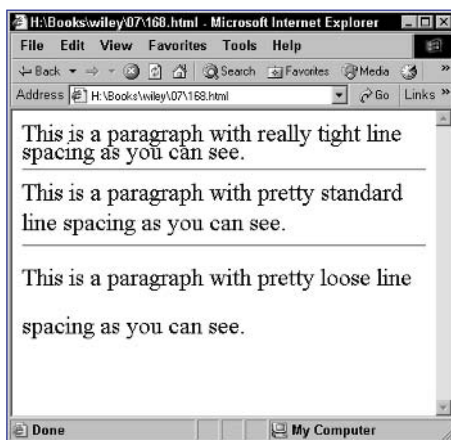 H:\Books\wiley\07\168.html - Microsoft Internet Explorer
File Edit View Favorites Tools Help
Back Search Favorites Media »
Address H:\Books\wiley\07\168.html Go Links »
This is a paragraph with really tight line
spacing as you can see.
This is a paragraph with pretty standard
line spacing as you can see.
This is a paragraph with pretty loose line
spacing as you can see.
Done My Computer